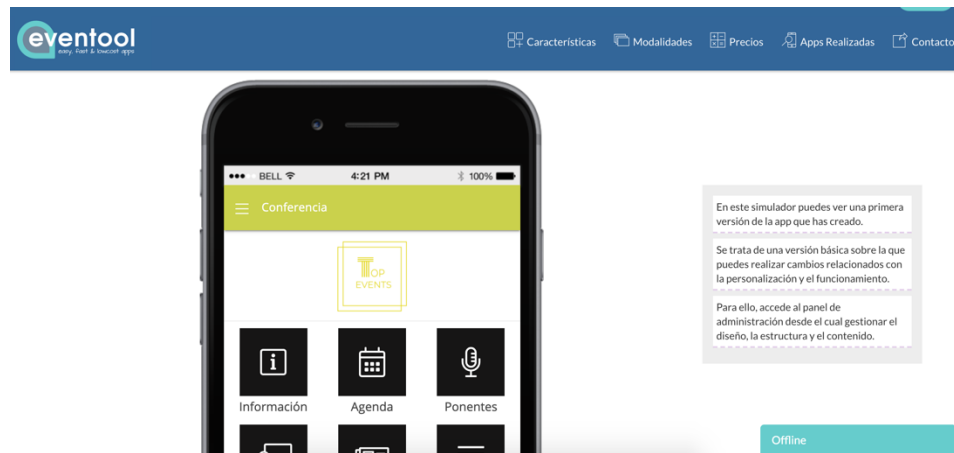 eventool
easy, fast & lowcost apps
Características Modalidades Precios Apps Realizadas Contacto
BELL 4:21 PM 100%
Conferencia
TOP
EVENTS
Información Agenda Ponentes
En este simulador puedes ver una primera
versión de la app que has creado.
Se trata de una versión básica sobre la que
puedes realizar cambios relacionados con
la personalización y el funcionamiento.
Para ello, accede al panel de
administración desde el cual gestionar el
diseño, la estructura y el contenido.
Offline